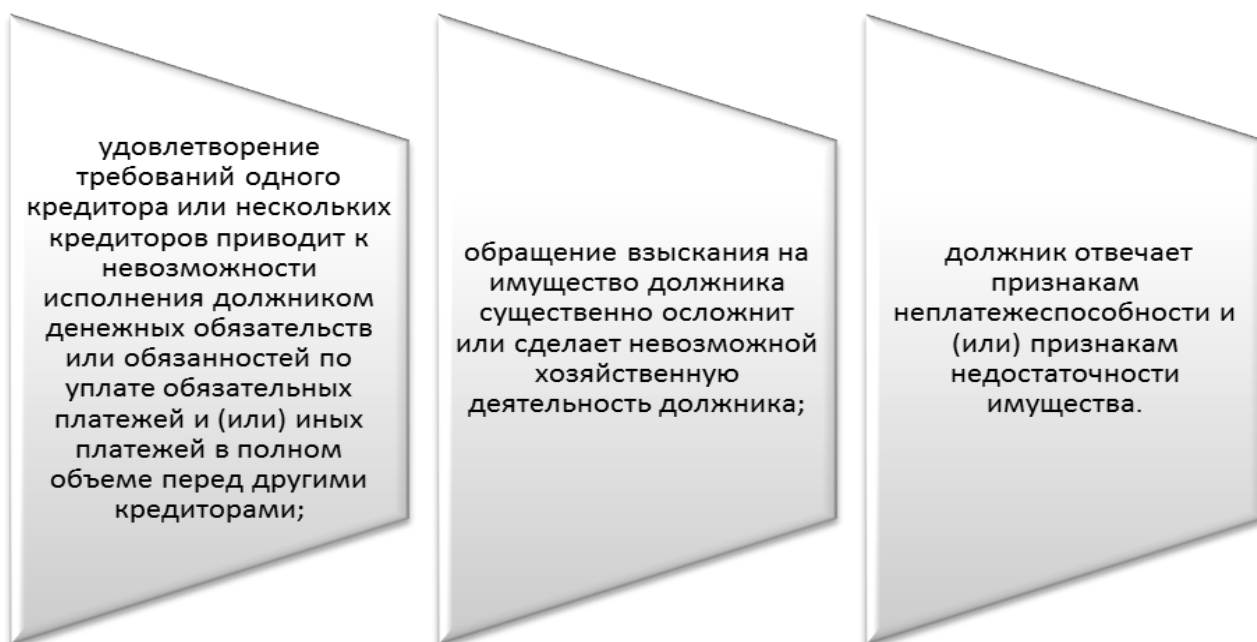 удовлетворение
требований одного
кредитора или нескольких
кредиторов приводит к
невозможности
исполнения должником
денежных обязательств
или обязанностей по
уплате обязательных
платежей и (или) иных
платежей в полном
объеме перед другими
кредиторами;
обращение взыскания на
имущество должника
существенно осложнит
или сделает невозможной
хозяйственную
деятельность должника;
должник отвечает
признакам
неплатежеспособности и
(или) признакам
недостаточности
имущества.